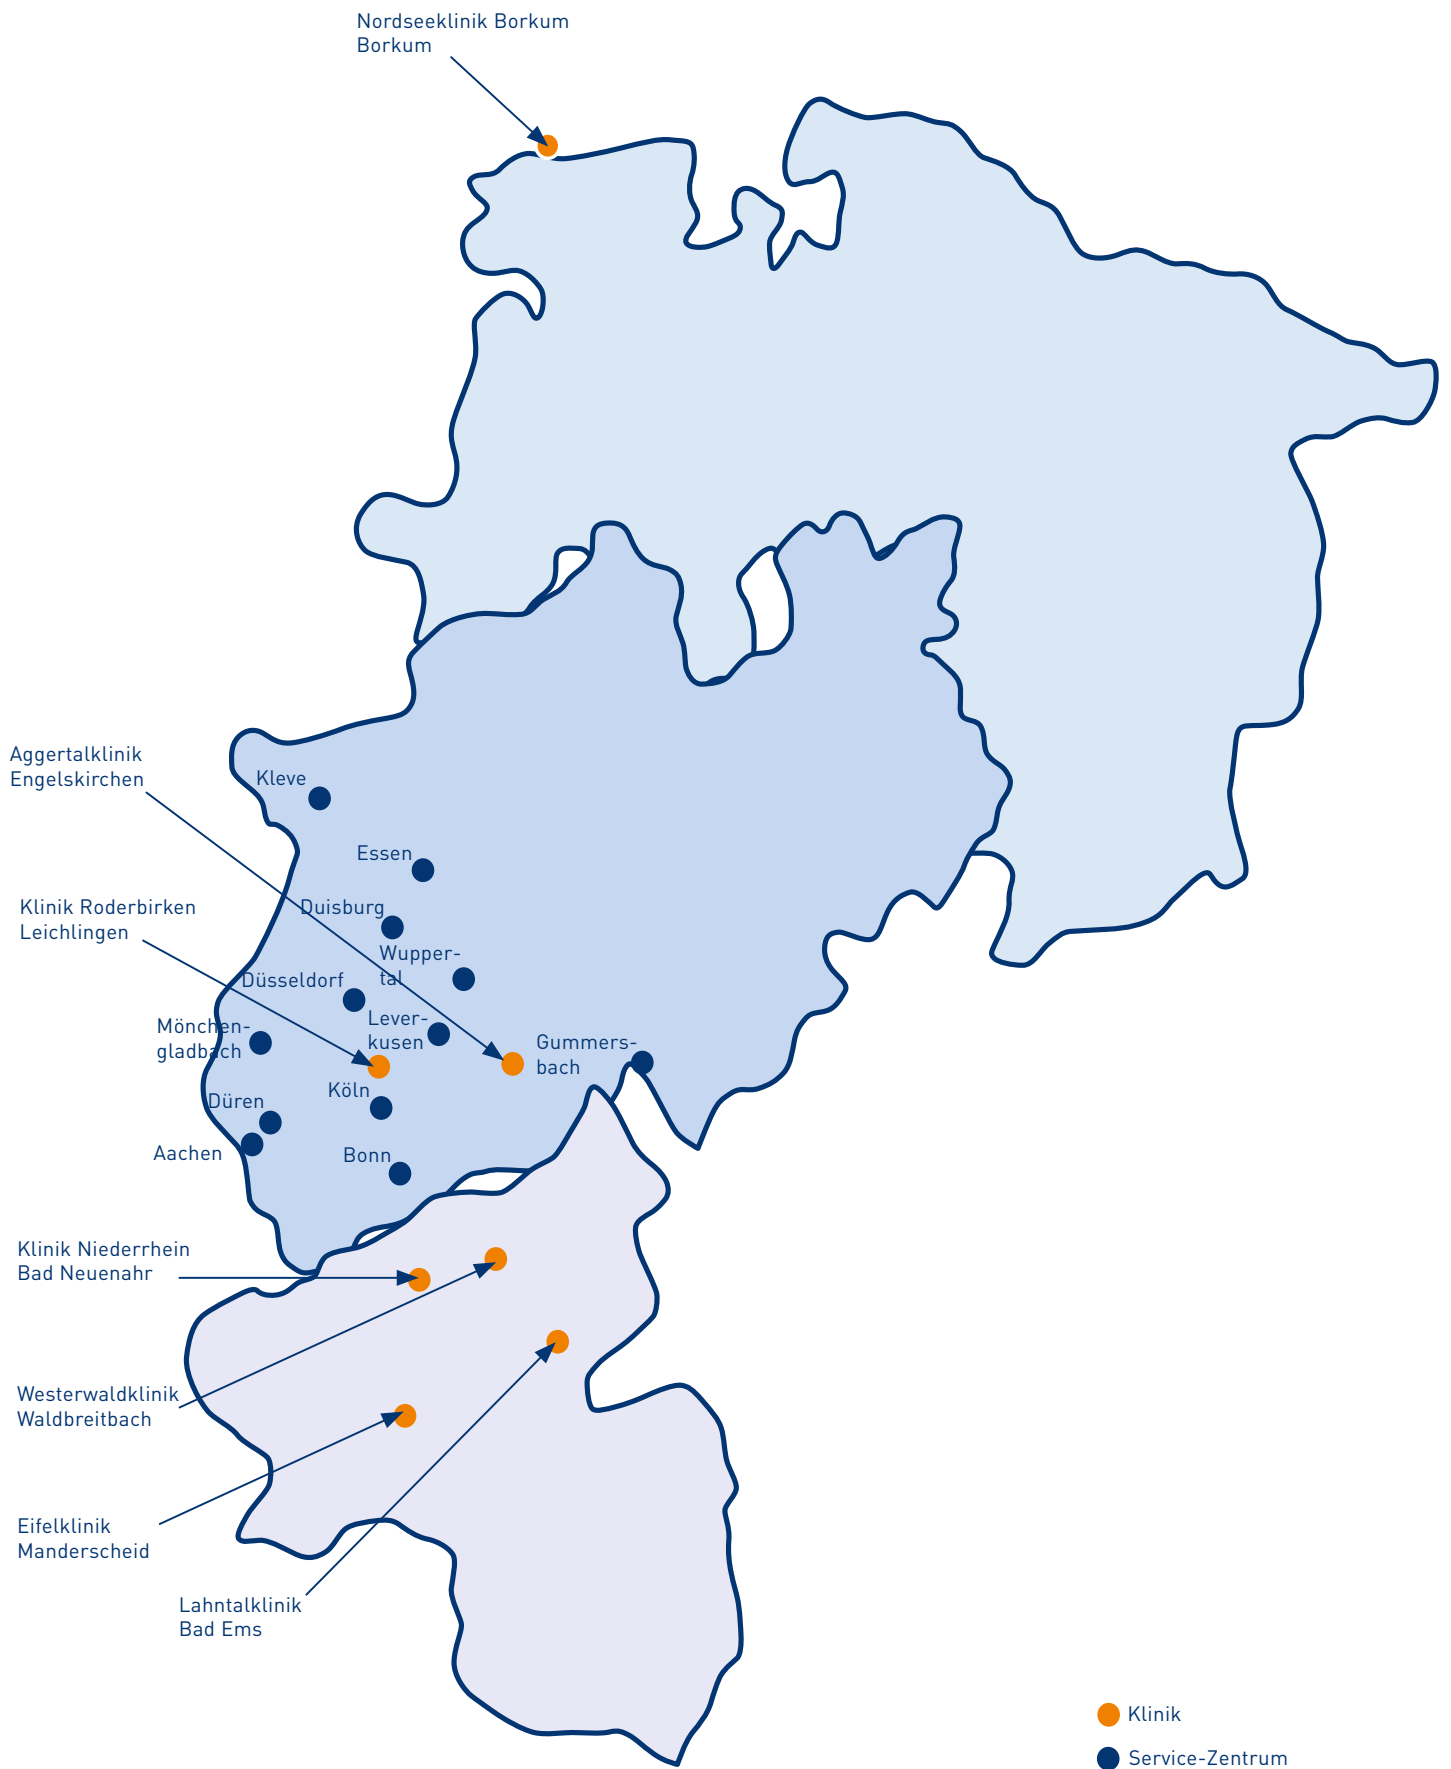 Nordseeklinik Borkum
Borkum
Aggertalklinik
Engelskirchen
Kleve
Essen
Klinik Roderbirken
Leichlingen
Duisburg
Wupper-
tal
Düsseldorf
Mönchen-
gladbach
Lever-
kusen
Gummers-
bach
Köln
Düren
Aachen
Bonn
Klinik Niederrhein
Bad Neuenahr
Westerwaldklinik
Waldbreitbach
Eifelklinik
Manderscheid
Lahntalklinik
Bad Ems
Klinik
Service-Zentrum